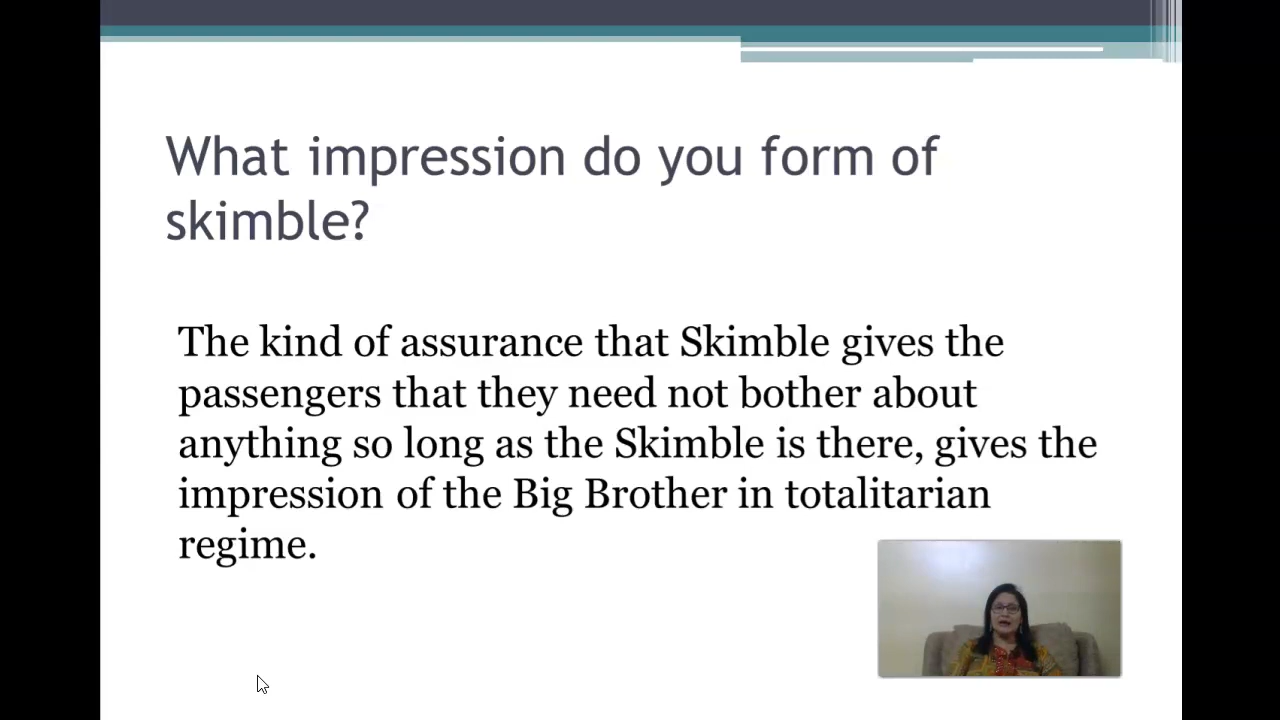 What impression do you form of
skimble?
The kind of assurance that Skimble gives the
passengers that they need not bother about
anything so long as the Skimble is there, gives the
impression of the Big Brother in totalitarian
regime.